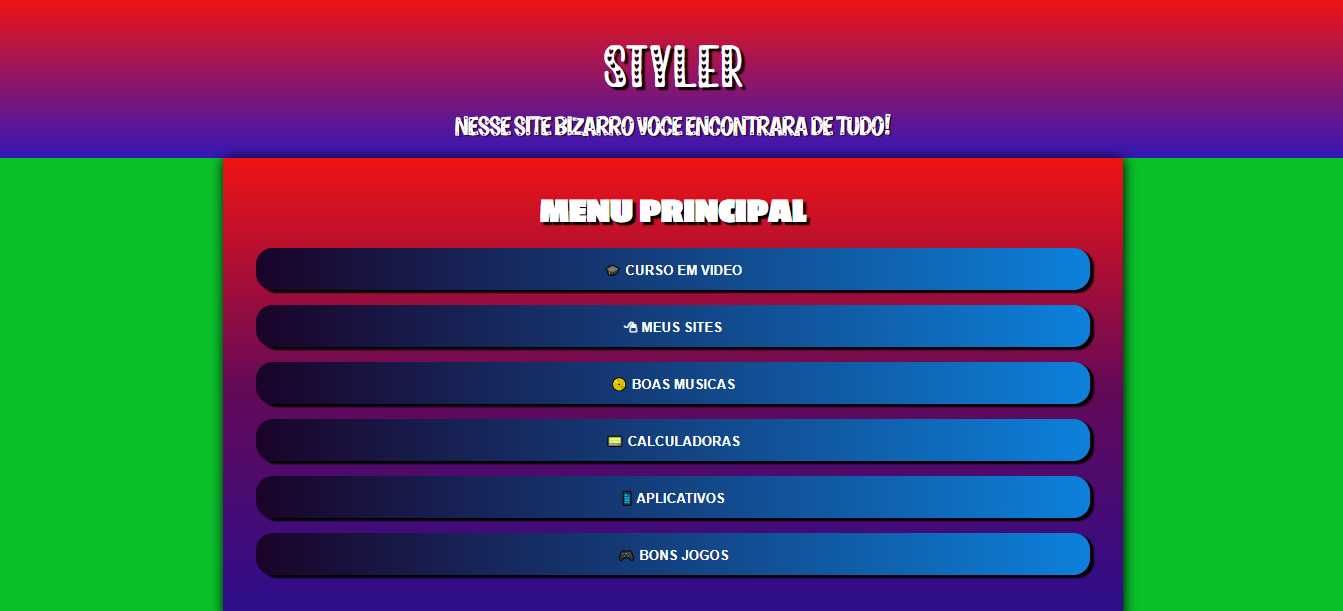 STYLER
NESSE SITE BIZARRO VOCE ENCONTRARA DE TUDO!
MENU PRINCIPAL
🎓 CURSO EM VIDEO
🖱 MEUS SITES
📀 BOAS MUSICAS
📟 CALCULADORAS
📱 APLICATIVOS
🎮 BONS JOGOS